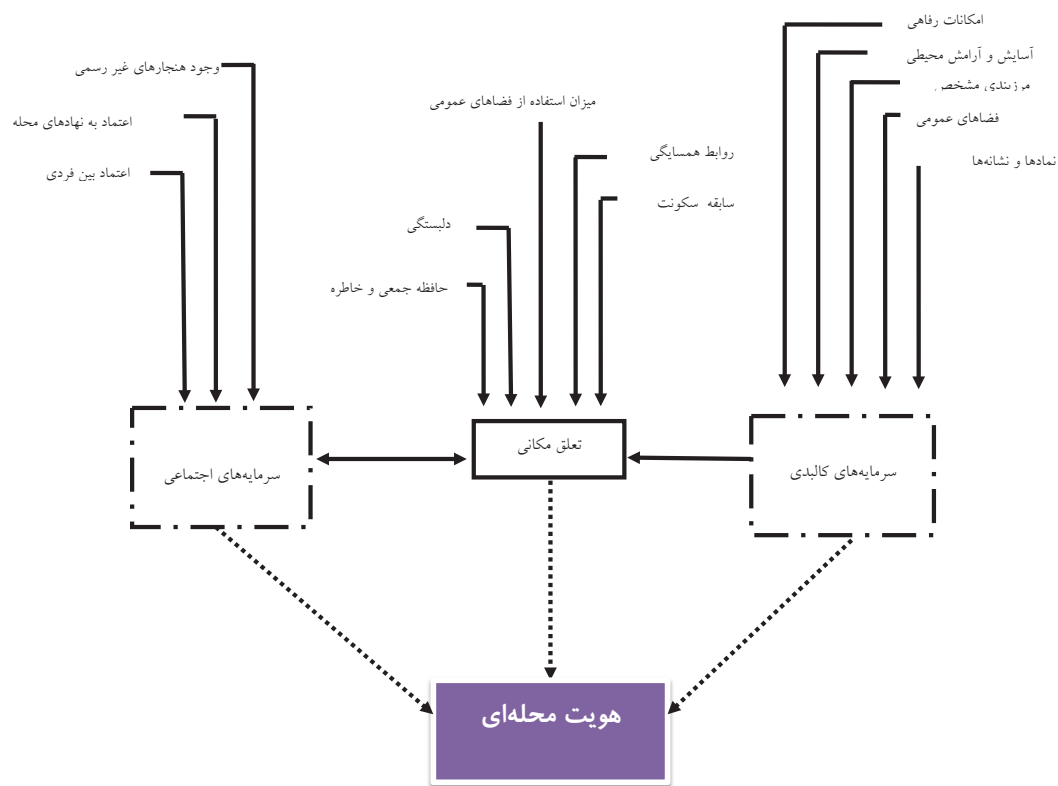 امکانات رفاهی
آسایش و آرامش محیطی
مرزبندی مشخص
فضاهای عمومی
نمادها و نشانه‌ها
میزان استفاده از فضاهای عمومی
روابط همسایگی
سابقه سکونت
دلبستگی
حافظه جمعی و خاطره
وجود هنجارهای غیر رسمی
اعتماد به نهادهای محله
اعتماد بین فردی
سرمایه‌های کالبدی
تعلق مکانی
سرمایه‌های اجتماعی
هویت محله‌ای